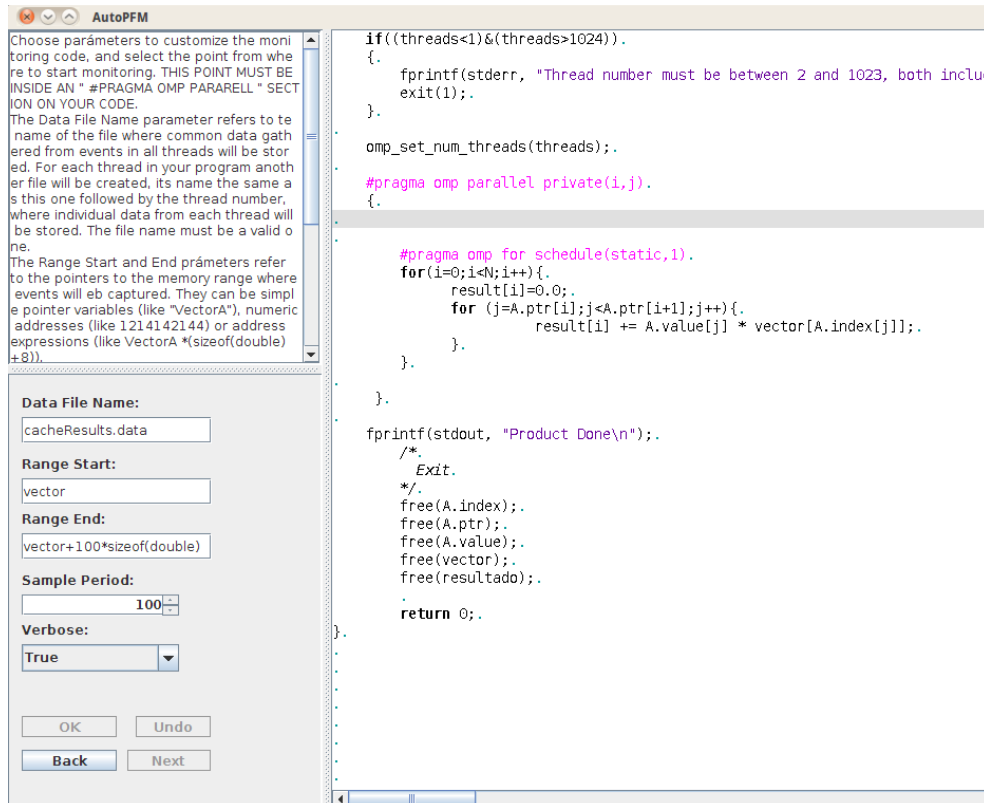 AutoPFM
Choose parámeters to customize the moni
toring code, and select the point from whe
re to start monitoring. THIS POINT MUST BE
INSIDE AN " #PRAGMA OMP PARARELL " SECT
ION ON YOUR CODE.
The Data File Name parameter refers to te
name of the file where common data gath
ered from events in all threads will be stor
ed. For each thread in your program anoth
er file will be created, its name the same a
s this one followed by the thread number,
where individual data from each thread will
be stored. The file name must be a valid o
ne.
The Range Start and End prámeters refer
to the pointers to the memory range where
events will eb captured. They can be simpl
e pointer variables (like "VectorA"), numeric
addresses (like 1214142144) or address
expressions (like VectorA *(sizeof(double)
+8)).
Data File Name:
cacheResults.data
Range Start:
vector
Range End:
vector+100*sizeof(double)
Sample Period:
100
Verbose:
True
OK Undo
Back Next
if((threads<1)&(threads>1024)).
{.
fprintf(stderr, "Thread number must be between 2 and 1023, both inclu
exit(1);.
}.
.
omp_set_num_threads(threads);.
.
#pragma omp parallel private(i,j).
{.
.
.
#pragma omp for schedule(static,1).
for(i=0;i<N;i++){.
result[i]=0.0;.
for (j=A.ptr[i];j<A.ptr[i+1];j++){.
result[i] += A.value[j] * vector[A.index[j]];.
}.
}.
.
}.
.
fprintf(stdout, "Product Done\n");.
/*.
Exit.
*/.
free(A.index);.
free(A.ptr);.
free(A.value);.
free(vector);.
free(resultado);.
.
return 0;.
}.
.
.
.
.
.
.
.